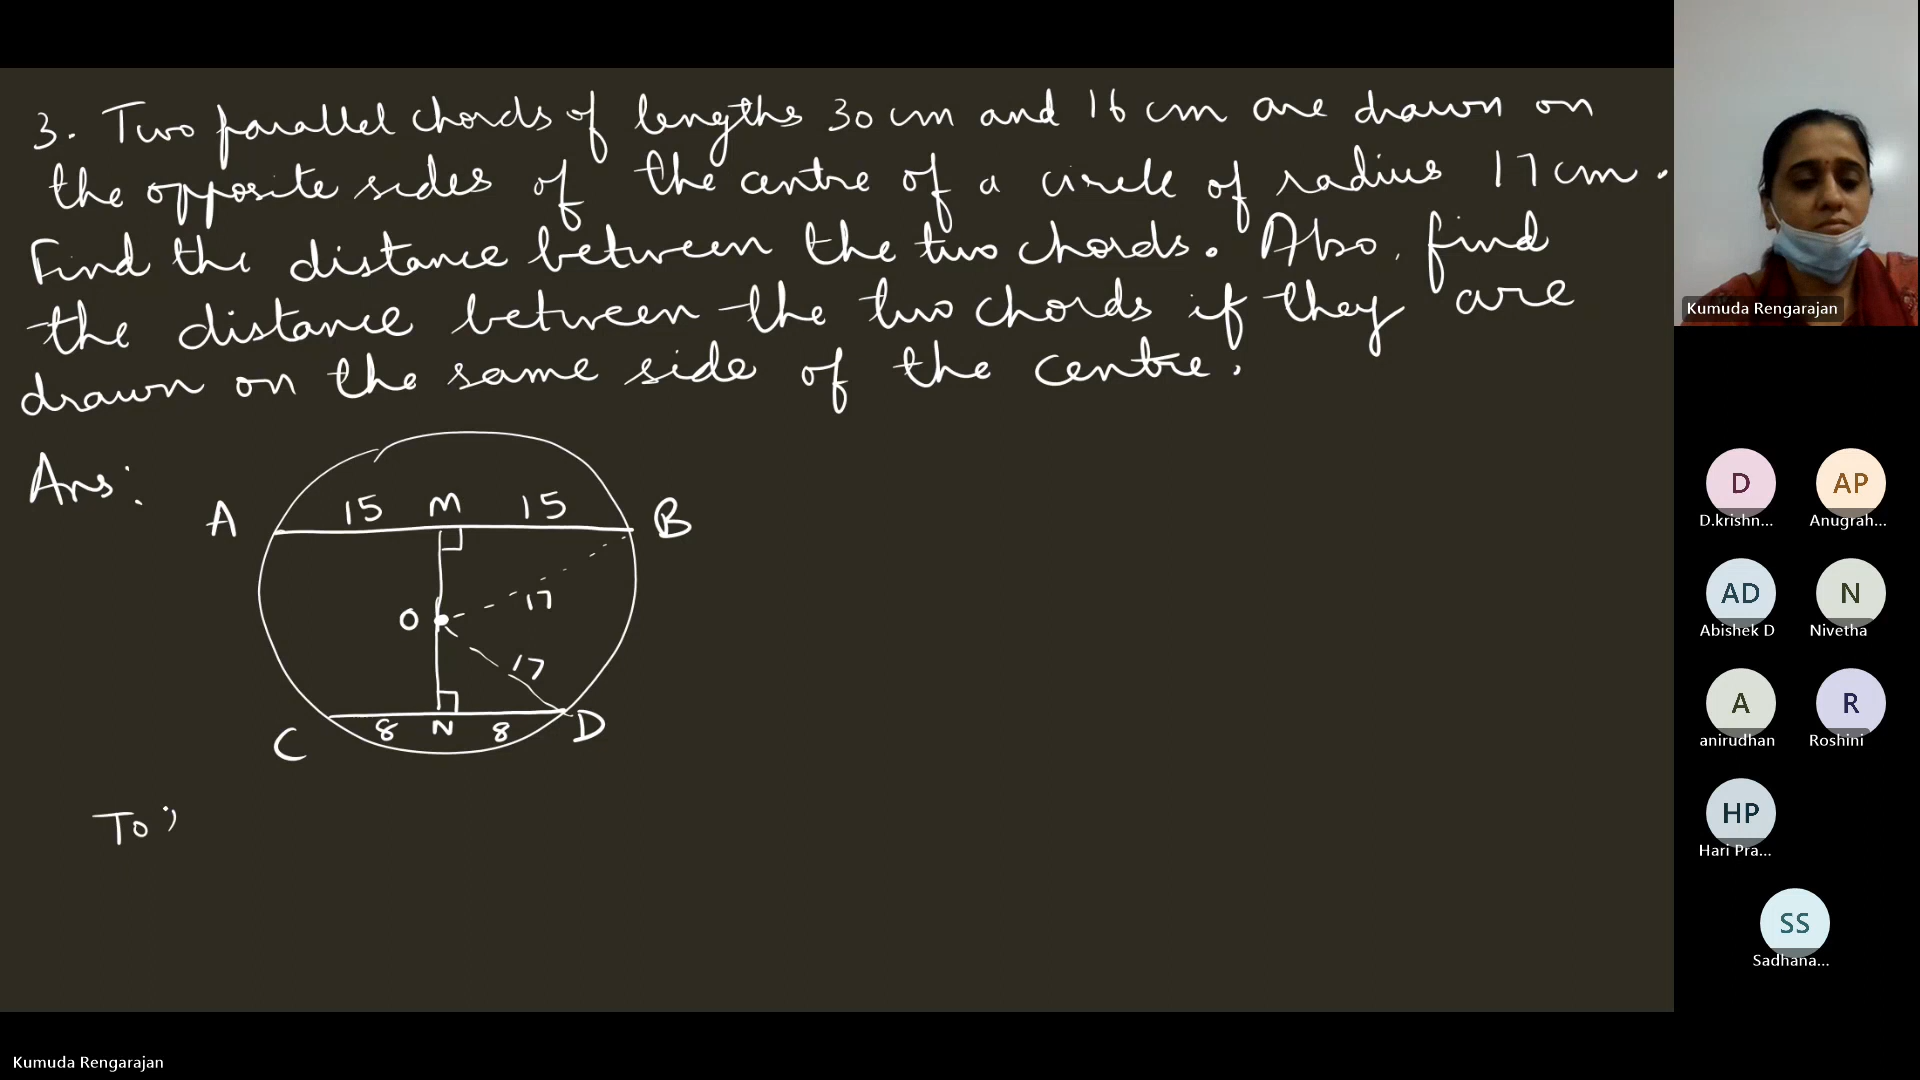 3. Two parallel chords of lengths 30 cm and 16 cm are drawn on
the opposite sides of the centre of a circle of radius 17 cm.
Find the distance between the two chords. Also, find
the distance between the two chords if they are
drawn on the same side of the centre.
Ans:
A 15 M 15 B
O 17
17
C 8 N 8 D
To
Kumuda Rengarajan
D
AP
D.krishn...
Anugrah...
AD
N
Abishek D
Nivetha
A
R
anirudhan
Roshini
HP
Hari Pra...
SS
Sadhana...
Kumuda Rengarajan